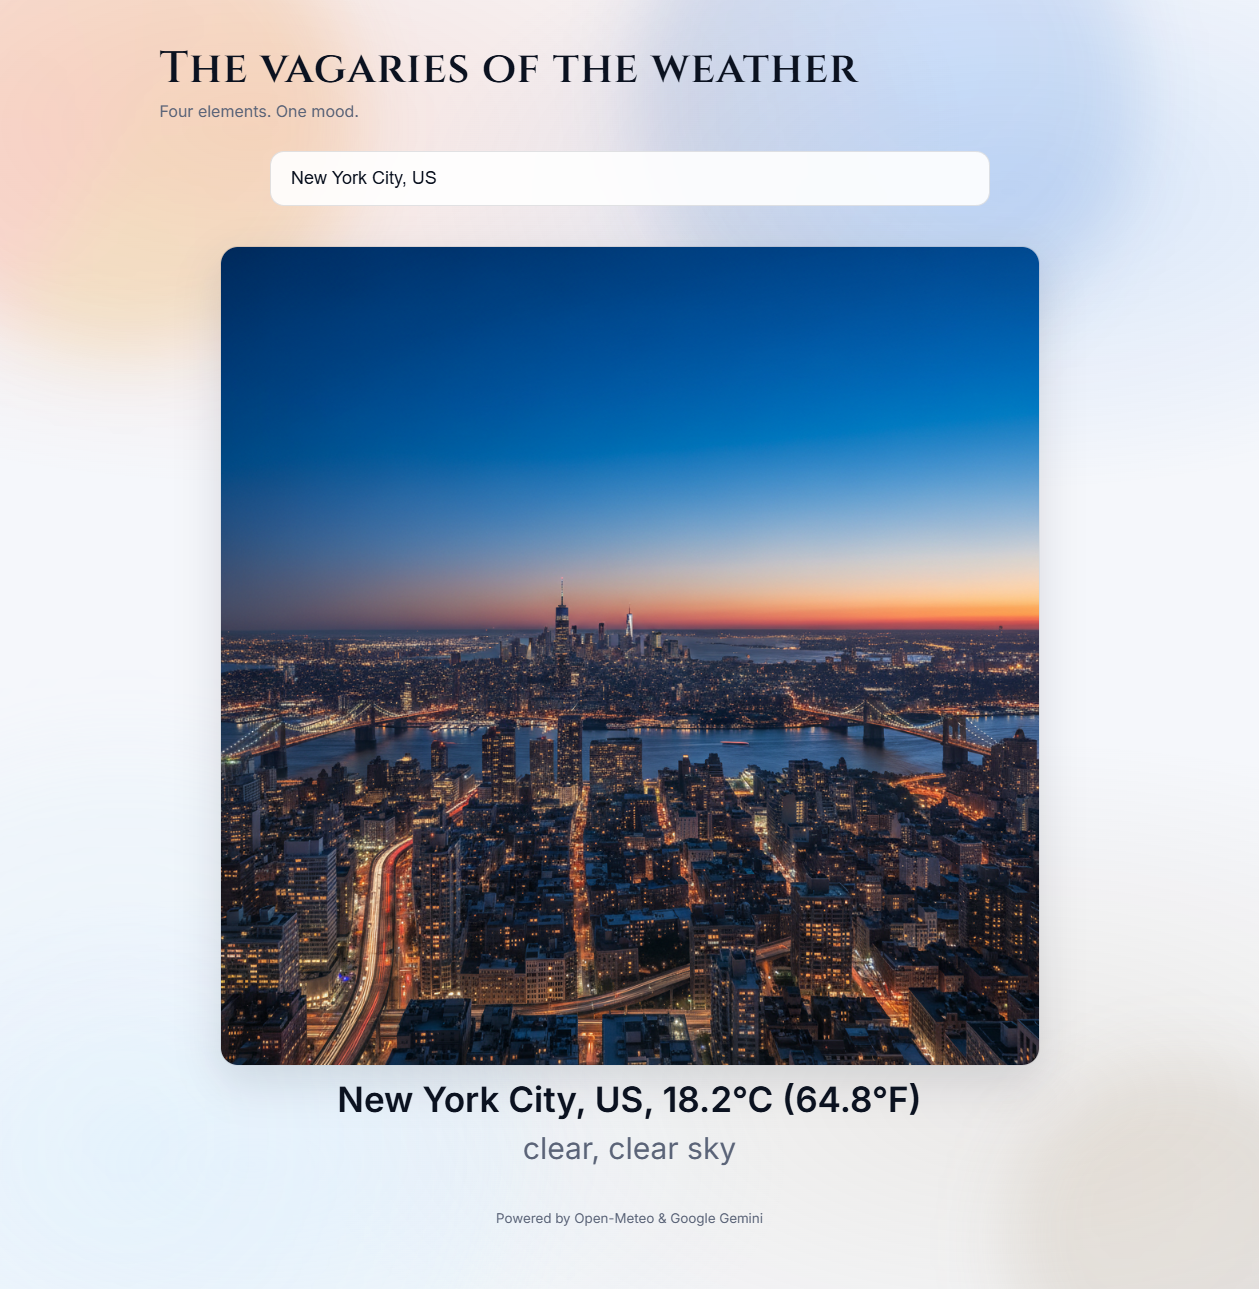 The vagaries of the weather
Four elements. One mood.
New York City, US
New York City, US, 18.2°C (64.8°F)
clear, clear sky
Powered by Open-Meteo & Google Gemini